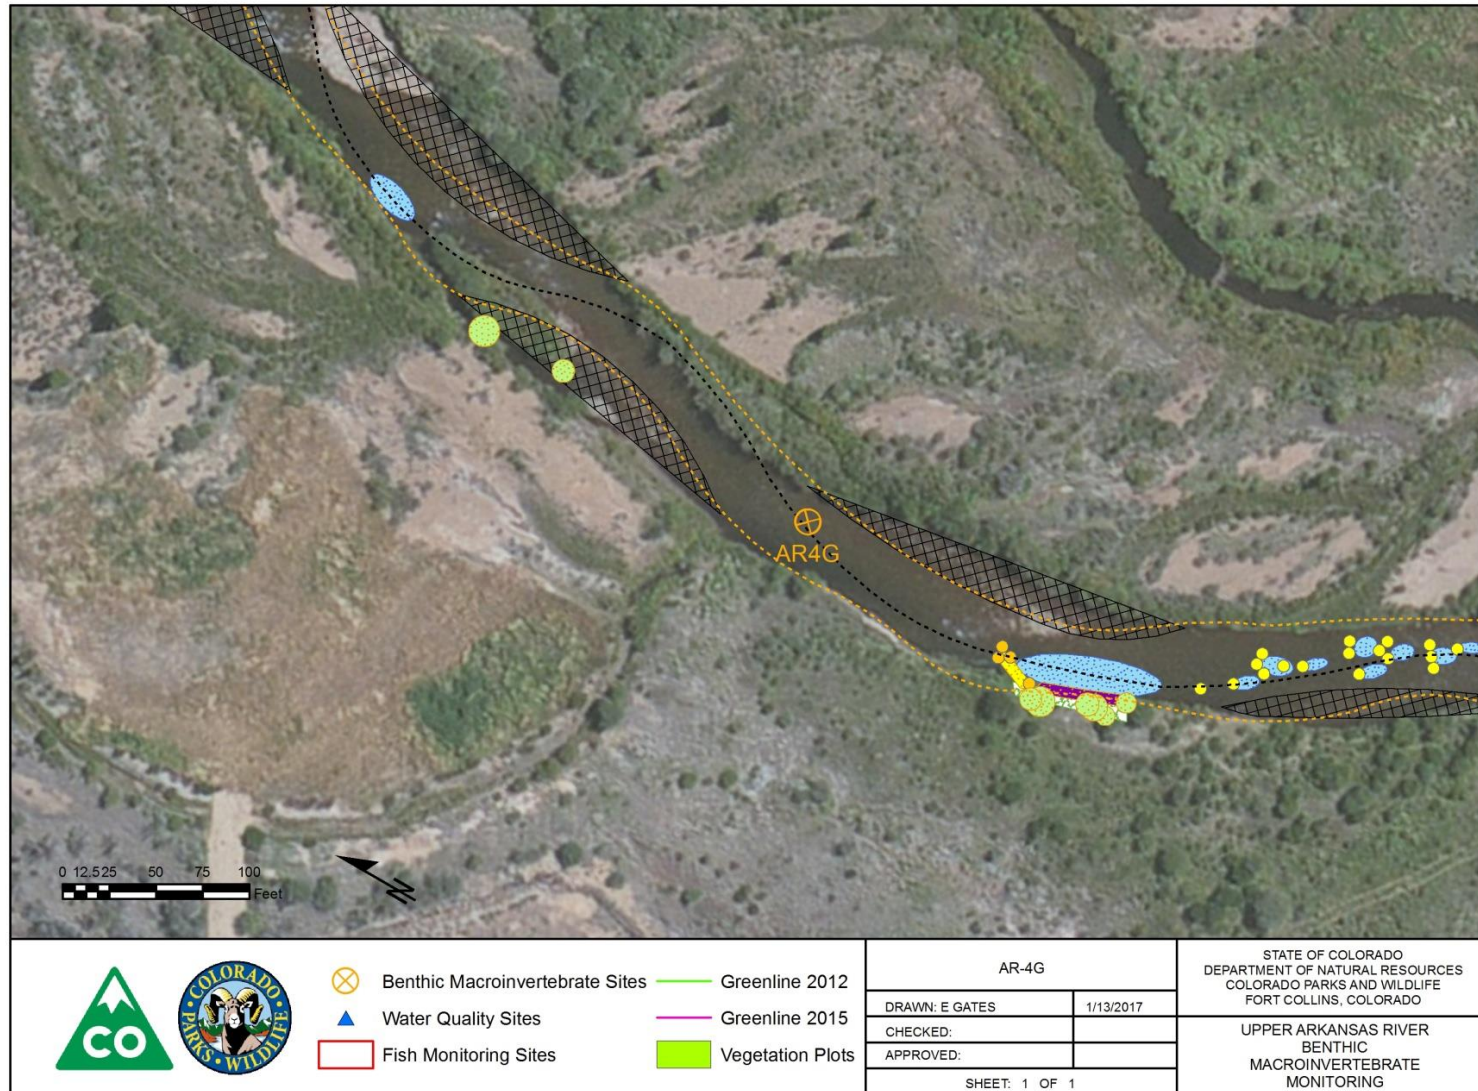 AR4G
0 12.5 25 50 75 100
Feet
N
CO
COLORADO
PARKS • WILDLIFE
Benthic Macroinvertebrate Sites
Water Quality Sites
Fish Monitoring Sites
Greenline 2012
Greenline 2015
Vegetation Plots
AR-4G
DRAWN: E GATES
1/13/2017
CHECKED:
APPROVED:
SHEET: 1 OF 1
STATE OF COLORADO
DEPARTMENT OF NATURAL RESOURCES
COLORADO PARKS AND WILDLIFE
FORT COLLINS, COLORADO
UPPER ARKANSAS RIVER
BENTHIC
MACROINVERTEBRATE
MONITORING